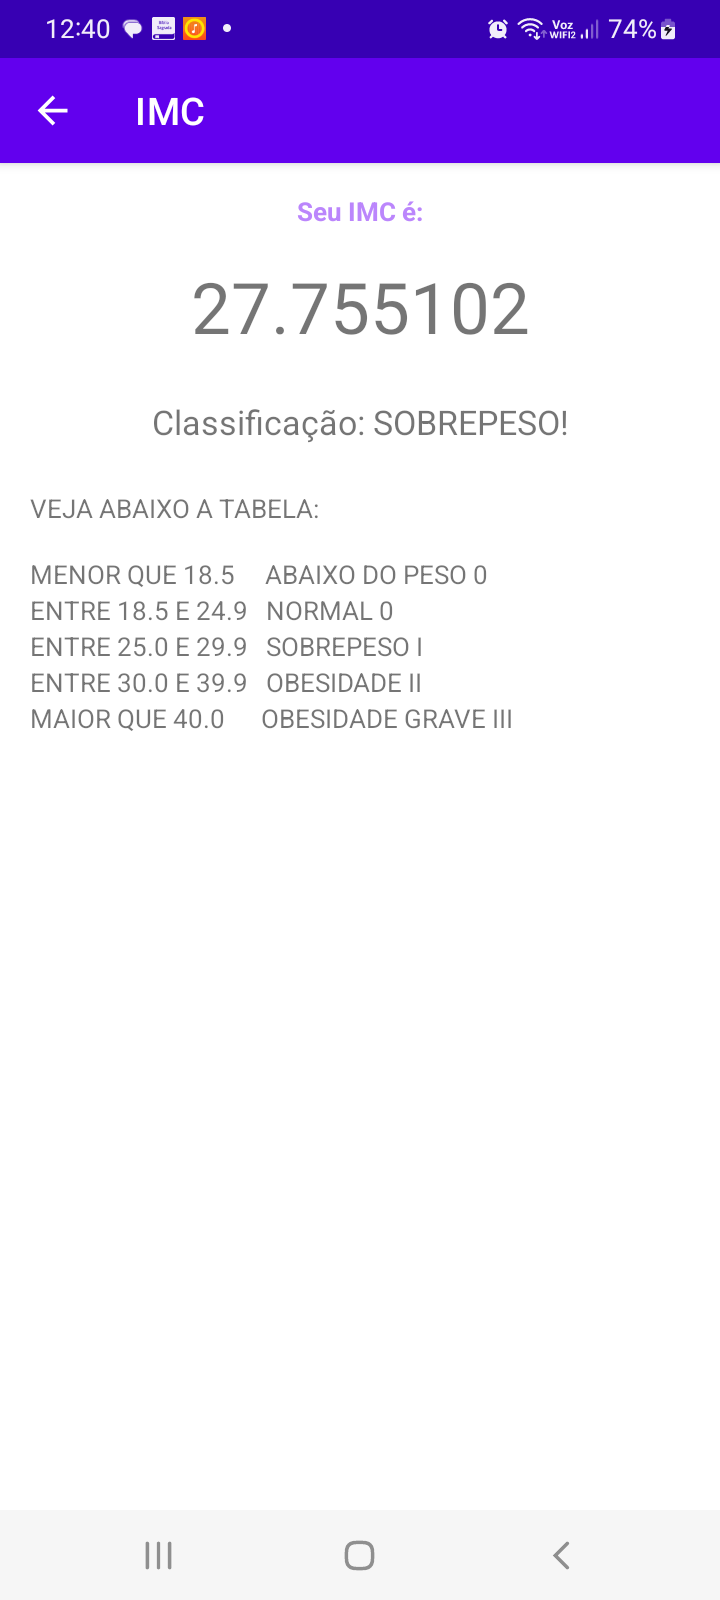 12:40 Voz WIFI2 74%
IMC
Seu IMC é:
27.755102
Classificação: SOBREPESO!
VEJA ABAIXO A TABELA:
MENOR QUE 18.5 ABAIXO DO PESO 0
ENTRE 18.5 E 24.9 NORMAL 0
ENTRE 25.0 E 29.9 SOBREPESO I
ENTRE 30.0 E 39.9 OBESIDADE II
MAIOR QUE 40.0 OBESIDADE GRAVE III